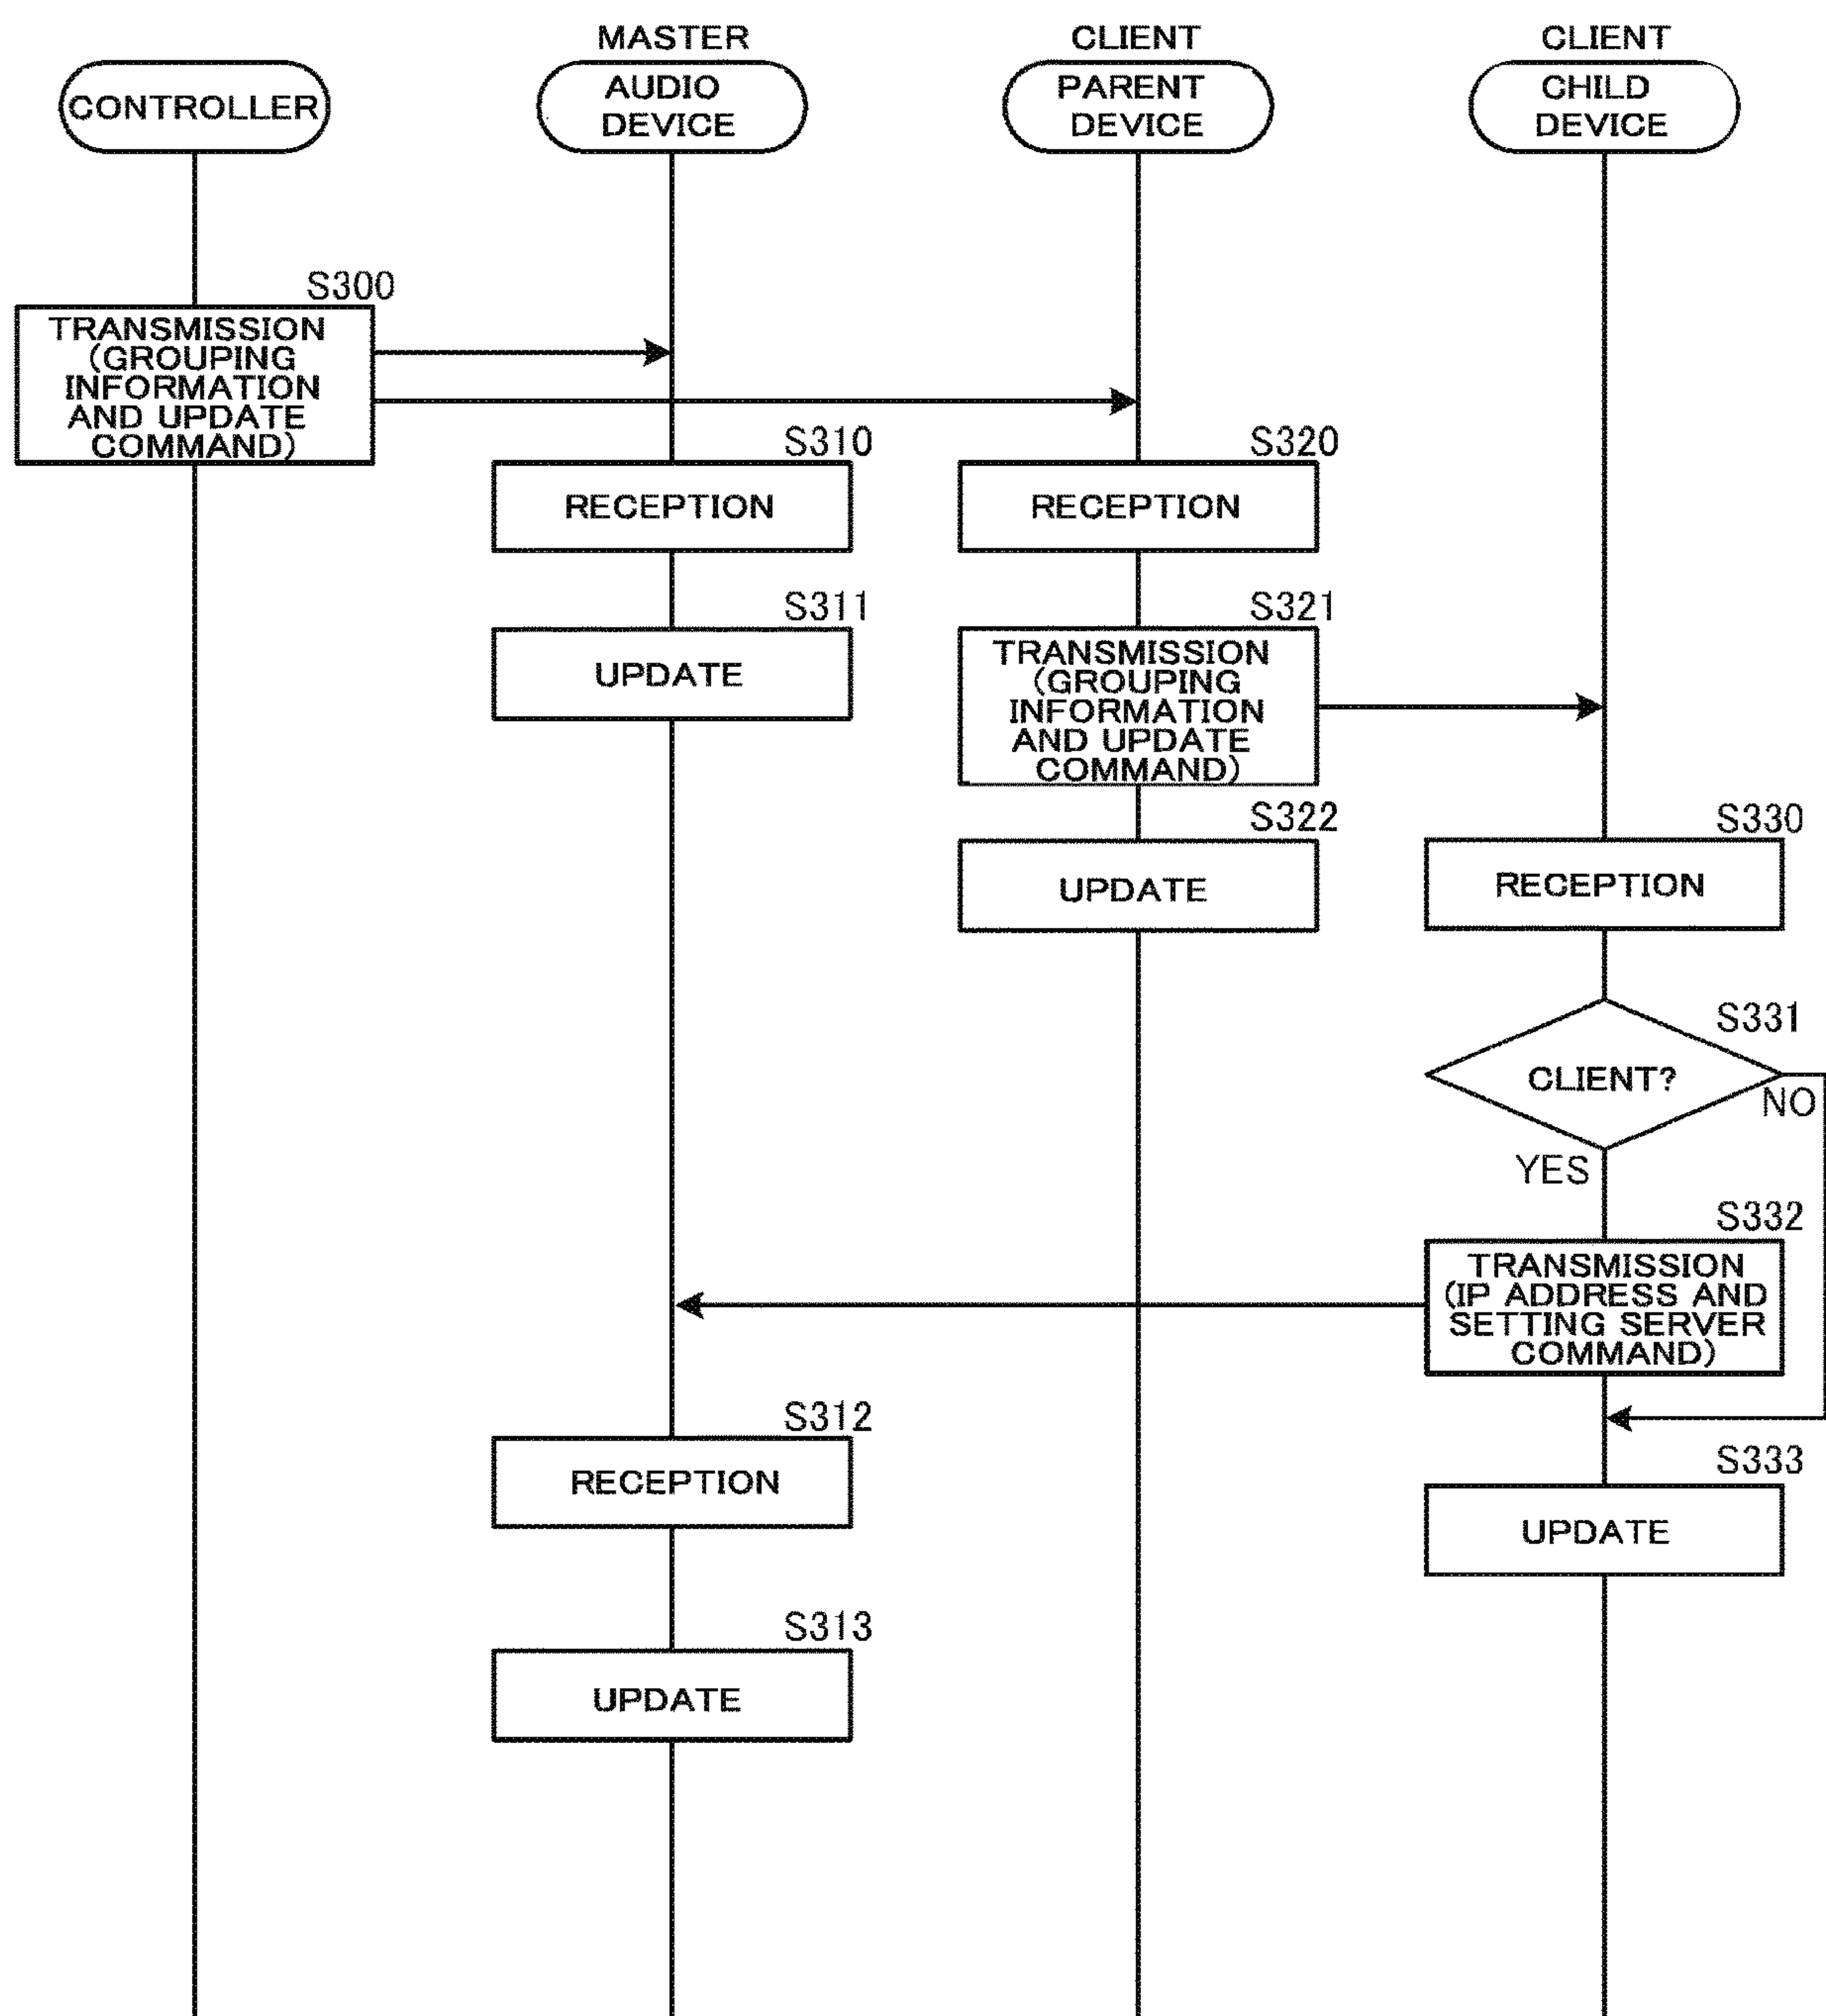 MASTER
CLIENT
CLIENT
CONTROLLER
AUDIO
DEVICE
PARENT
DEVICE
CHILD
DEVICE
S300
TRANSMISSION
(GROUPING
INFORMATION
AND UPDATE
COMMAND)
S310
RECEPTION
S320
RECEPTION
S311
UPDATE
S321
TRANSMISSION
(GROUPING
INFORMATION
AND UPDATE
COMMAND)
S322
UPDATE
S330
RECEPTION
S331
CLIENT?
NO
YES
S332
TRANSMISSION
(IP ADDRESS AND
SETTING SERVER
COMMAND)
S312
RECEPTION
S333
UPDATE
S313
UPDATE